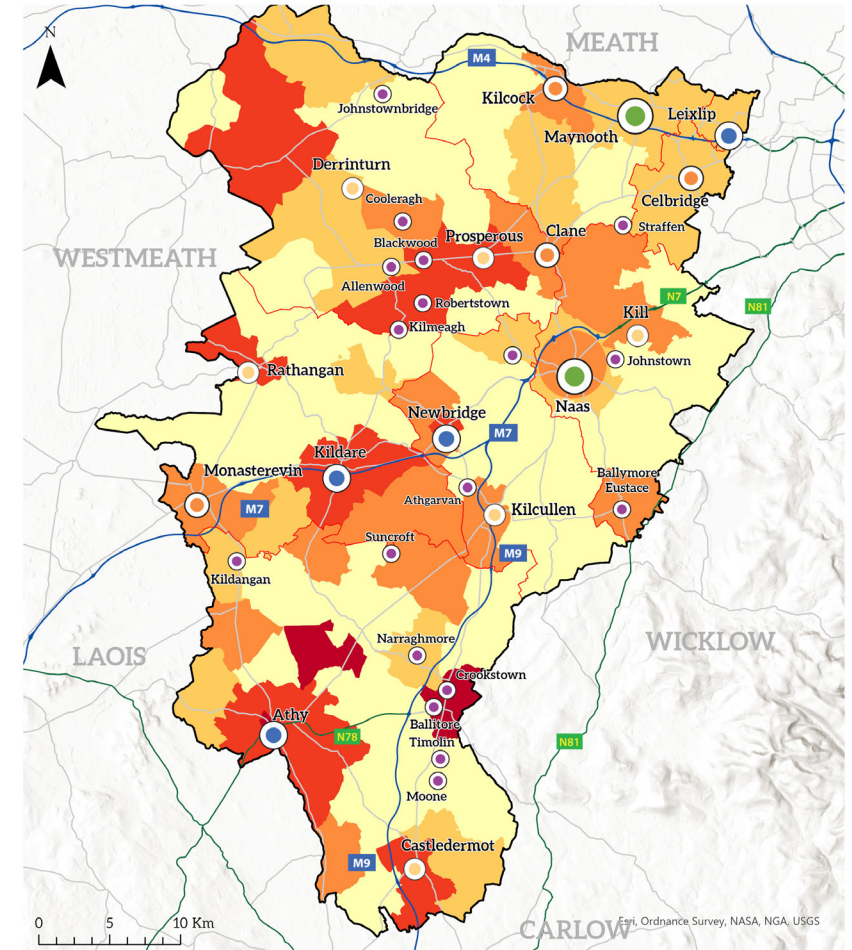 N
MEATH
M4
Kilcock
Johnstownbridge
Leixlip
Maynooth
Derrinturn
Cooleragh
Celbridge
Straffen
Clane
Prosperous
Blackwood
WESTMEATH
Allenwood
N7
Robertstown
N81
Kill
Kilmeagh
Johnstown
Rathangan
Naas
Newbridge
M7
Kildare
Monasterevin
Ballymore
Eustace
Athgarvan
M7
Kilcullen
Suncroft
M9
Kildangan
Narraghmore
WICKLOW
LAOIS
Crookstown
Athy
Ballitore
N78
Timolin
N81
Moone
Castledermot
M9
0 5 10 Km
Esri, Ordnance Survey, NASA, NGA, USGS
CARLOW